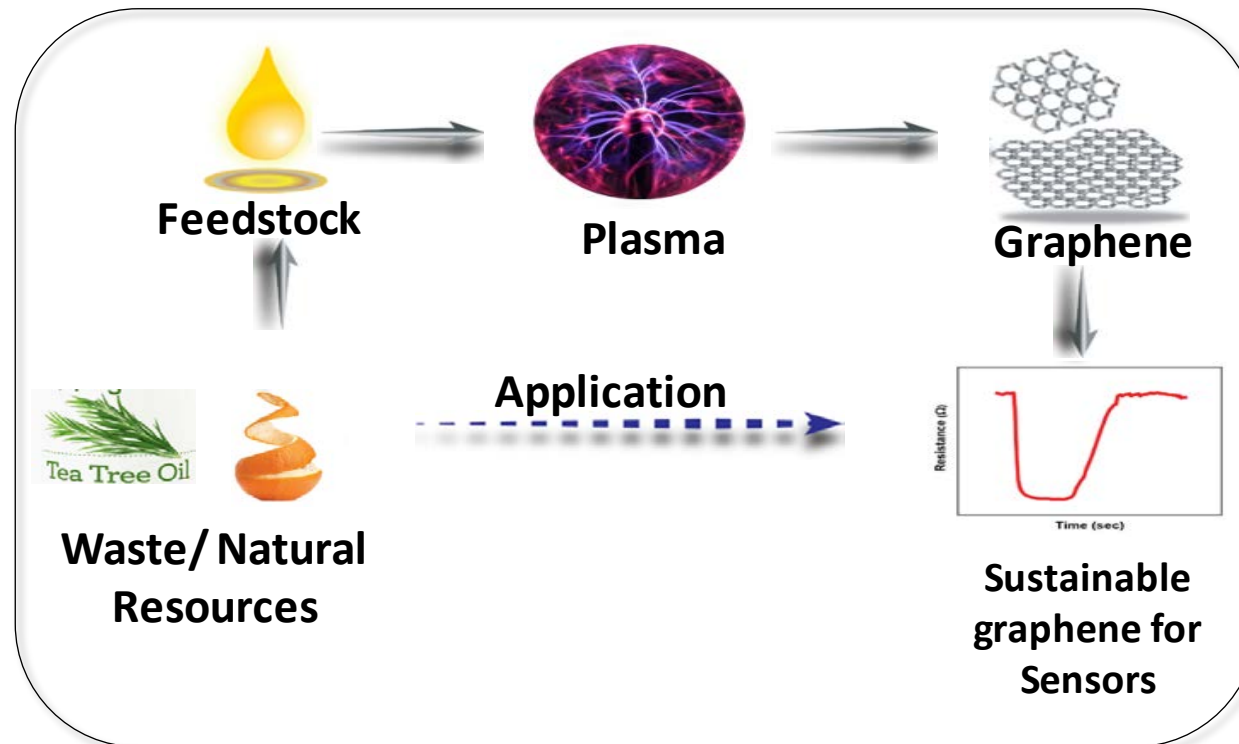 Feedstock
Plasma
Graphene
Application
Tea Tree Oil
Waste/ Natural
Resources
Resistance (Ω)
Time (sec)
Sustainable
graphene for
Sensors